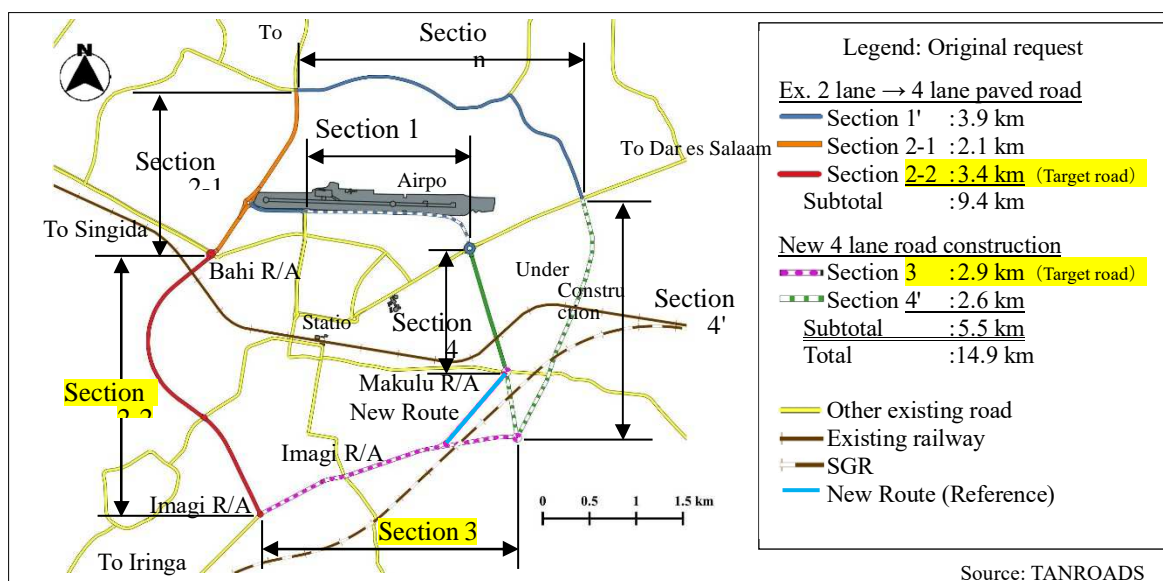 To
Sectio
n
N
Section 1
Section
2-1
Airpo
To Dar es Salaam
To Singida
Bahi R/A
Under
Constru
ction
Section
4'
Statio
Section
4
Makulu R/A
New Route
Section
Imagi R/A
Imagi R/A
Section 3
To Iringa
0 0.5 1 1.5 km
Legend: Original request
Ex. 2 lane → 4 lane paved road
Section 1' :3.9 km
Section 2-1 :2.1 km
Section 2-2 :3.4 km (Target road)
Subtotal :9.4 km
New 4 lane road construction
Section 3 :2.9 km (Target road)
Section 4' :2.6 km
Subtotal :5.5 km
Total :14.9 km
Other existing road
Existing railway
SGR
New Route (Reference)
Source: TANROADS